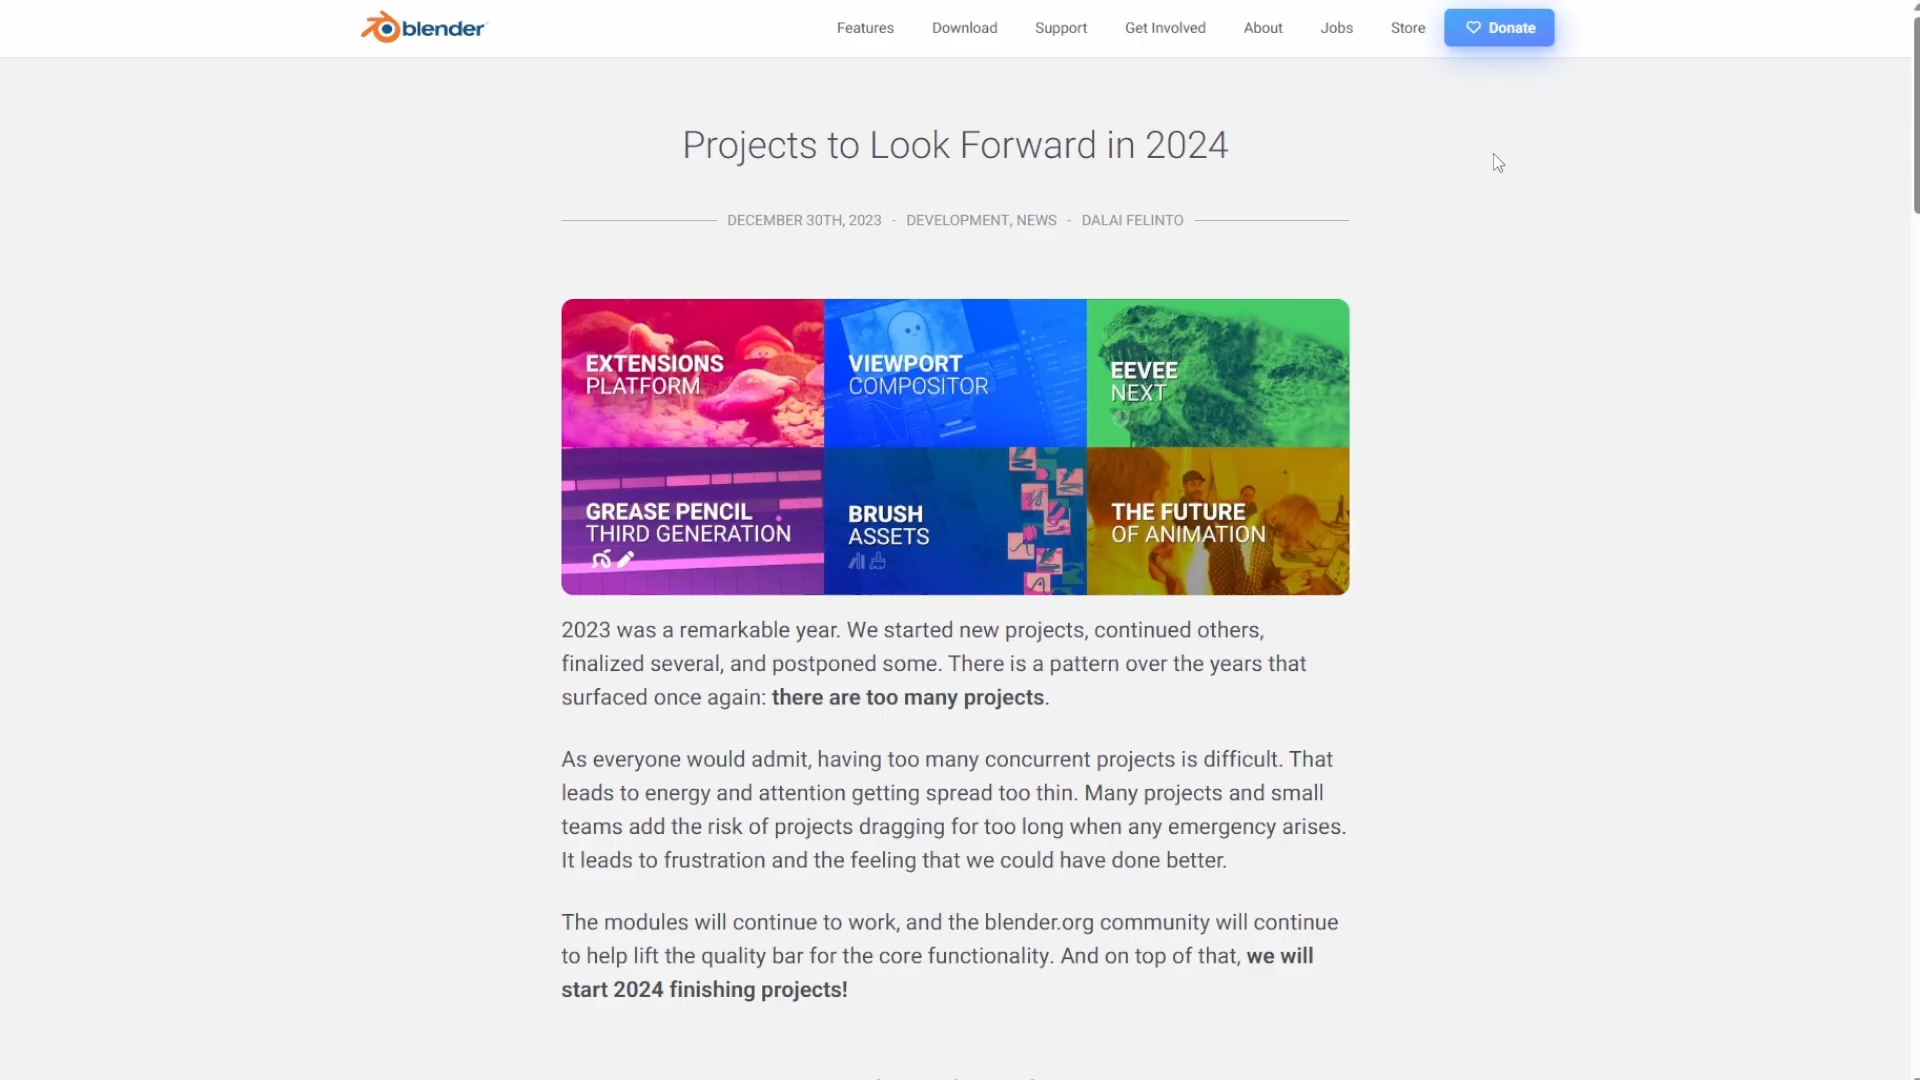 blender
Features
Download
Support
Get Involved
About
Jobs
Store
Donate
Projects to Look Forward in 2024
DECEMBER 30TH, 2023 - DEVELOPMENT, NEWS - DALAI FELINTO
EXTENSIONS
PLATFORM
VIEWPORT
COMPOSITOR
EEVEE
NEXT
GREASE PENCIL
THIRD GENERATION
BRUSH
ASSETS
THE FUTURE
OF ANIMATION
2023 was a remarkable year. We started new projects, continued others,
finalized several, and postponed some. There is a pattern over the years that
surfaced once again: there are too many projects.
As everyone would admit, having too many concurrent projects is difficult. That
leads to energy and attention getting spread too thin. Many projects and small
teams add the risk of projects dragging for too long when any emergency arises.
It leads to frustration and the feeling that we could have done better.
The modules will continue to work, and the blender.org community will continue
to help lift the quality bar for the core functionality. And on top of that, we will
start 2024 finishing projects!